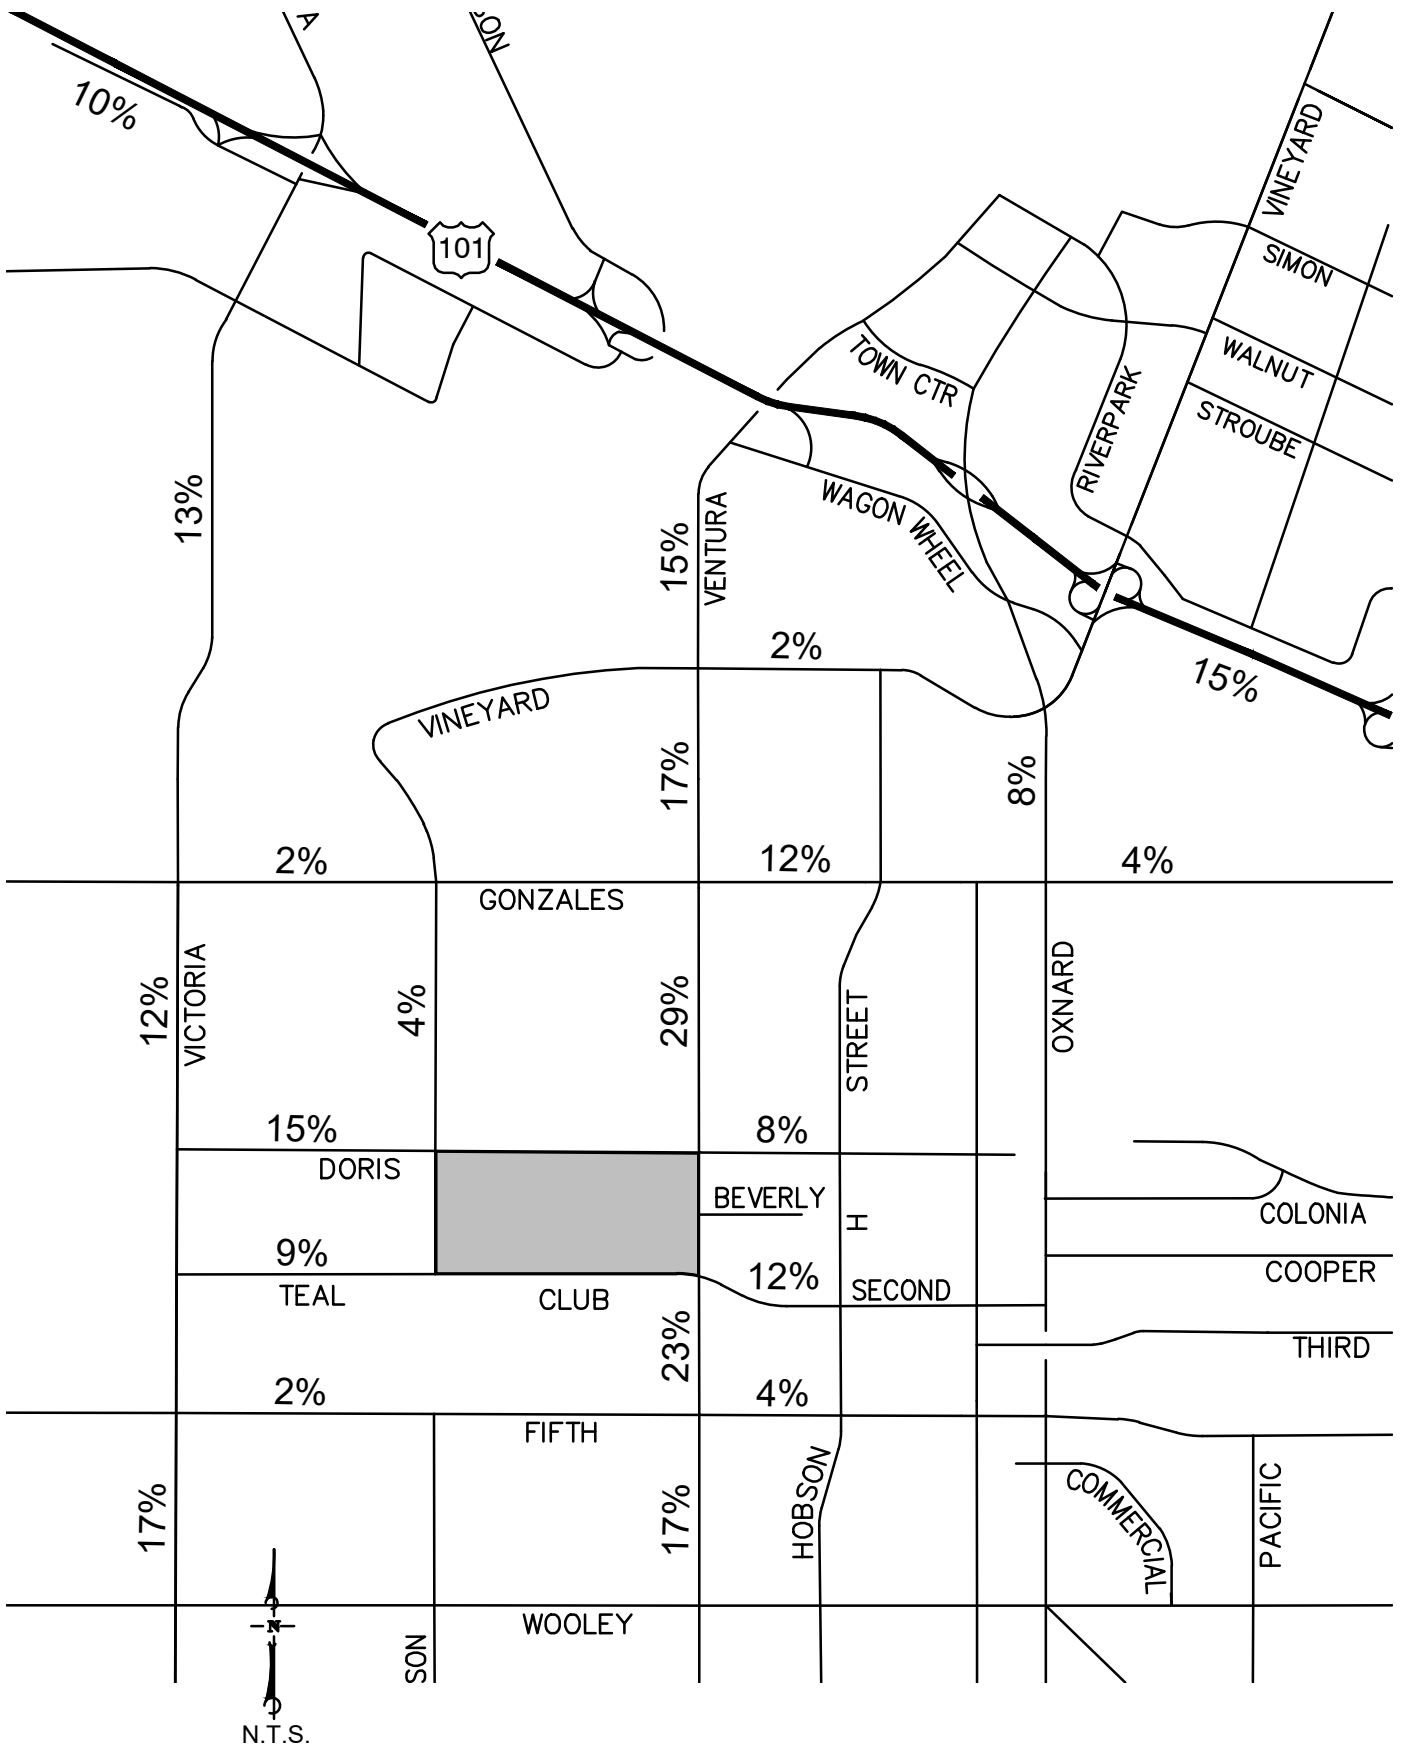 A
SON
10%
VINEYARD
101
SIMON
TOWN CTR
WALNUT
RIVERPARK
STROUBE
13%
WAGON WHEEL
15%
VENTURA
2%
15%
VINEYARD
17%
8%
2%
12%
4%
GONZALES
12%
VICTORIA
4%
29%
STREET
OXNARD
15%
8%
DORIS
BEVERLY
H
COLONIA
9%
12%
SECOND
COOPER
TEAL
CLUB
23%
THIRD
2%
4%
FIFTH
17%
17%
HOBSON
COMMERCIAL
PACIFIC
N
WOOLEY
SON
N.T.S.